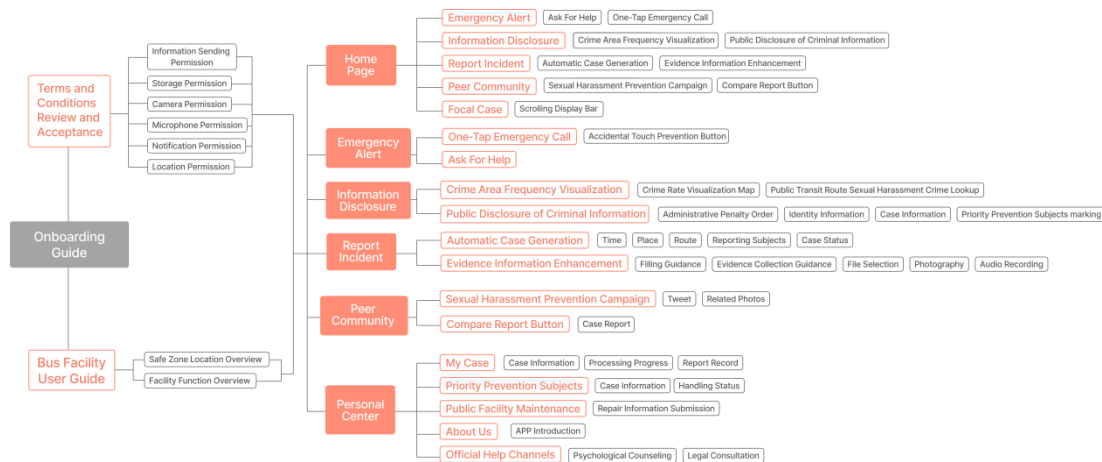 Onboarding
Guide
Terms and
Conditions
Review and
Acceptance
Information Sending
Permission
Storage Permission
Camera Permission
Microphone Permission
Notification Permission
Location Permission
Bus Facility
User Guide
Safe Zone Location Overview
Facility Function Overview
Home
Page
Emergency Alert
Ask For Help
One-Tap Emergency Call
Information Disclosure
Crime Area Frequency Visualization
Public Disclosure of Criminal Information
Report Incident
Automatic Case Generation
Evidence Information Enhancement
Peer Community
Sexual Harassment Prevention Campaign
Compare Report Button
Focal Case
Scrolling Display Bar
Emergency
Alert
One-Tap Emergency Call
Accidental Touch Prevention Button
Ask For Help
Information
Disclosure
Crime Area Frequency Visualization
Crime Rate Visualization Map
Public Transit Route Sexual Harassment Crime Lookup
Public Disclosure of Criminal Information
Administrative Penalty Order
Identity Information
Case Information
Priority Prevention Subjects marking
Report
Incident
Automatic Case Generation
Time
Place
Route
Reporting Subjects
Case Status
Evidence Information Enhancement
Filling Guidance
Evidence Collection Guidance
File Selection
Photography
Audio Recording
Peer
Community
Sexual Harassment Prevention Campaign
Tweet
Related Photos
Compare Report Button
Case Report
Personal
Center
My Case
Case Information
Processing Progress
Report Record
Priority Prevention Subjects
Case Information
Handling Status
Public Facility Maintenance
Repair Information Submission
About Us
APP Introduction
Official Help Channels
Psychological Counseling
Legal Consultation